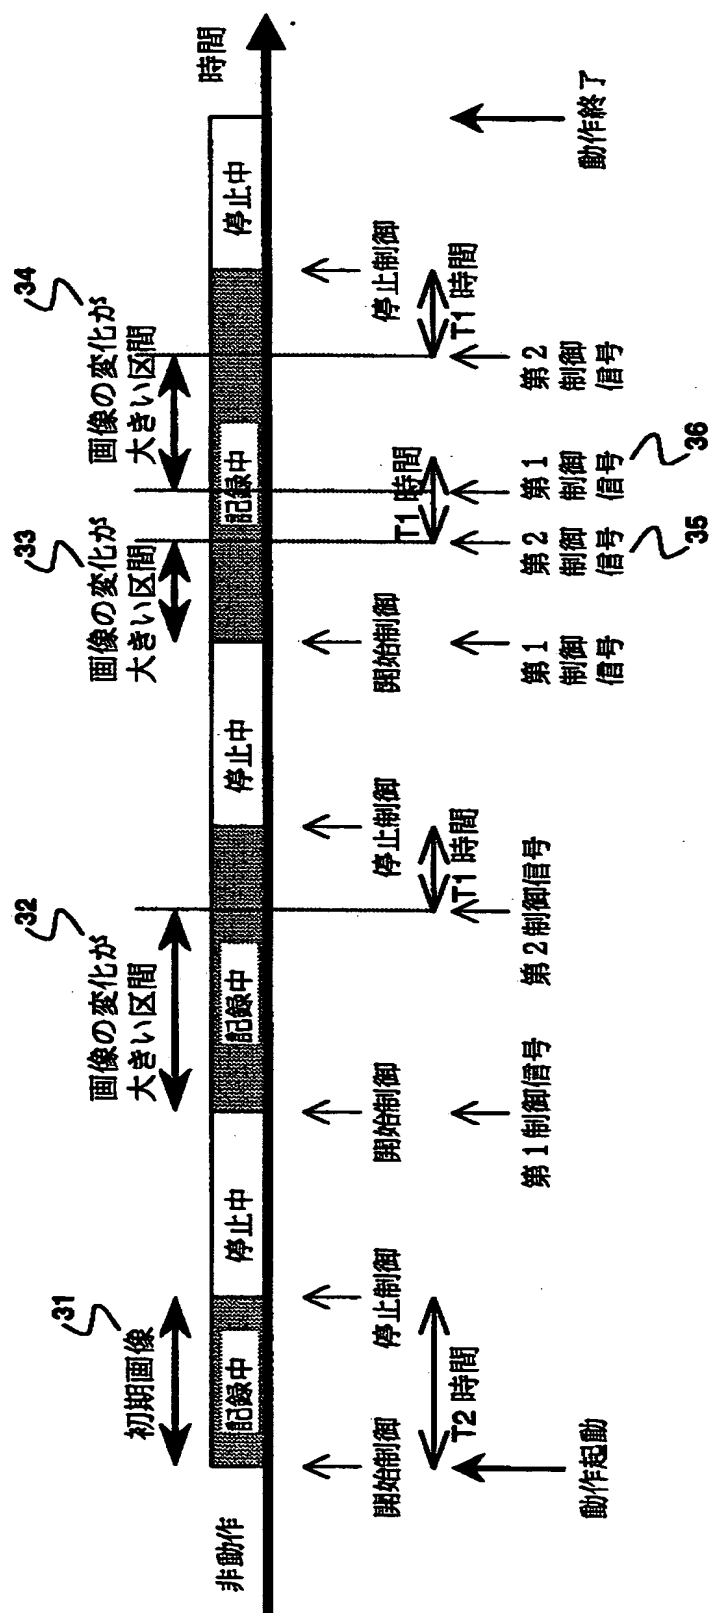 31
32
33
34
初期画像
画像の変化が
大きい区間
画像の変化が
大きい区間
画像の変化が
大きい区間
非動作
記録中
停止中
記録中
停止中
記録中
停止中
時間
開始制御
停止制御
開始制御
停止制御
開始制御
停止制御
T2 時間
T1 時間
T1 時間
T1 時間
動作起動
第1制御信号
第2制御信号
第1
制御
信号
第2
制御
信号
第1
制御
信号
第2
制御
信号
動作終了
35
36